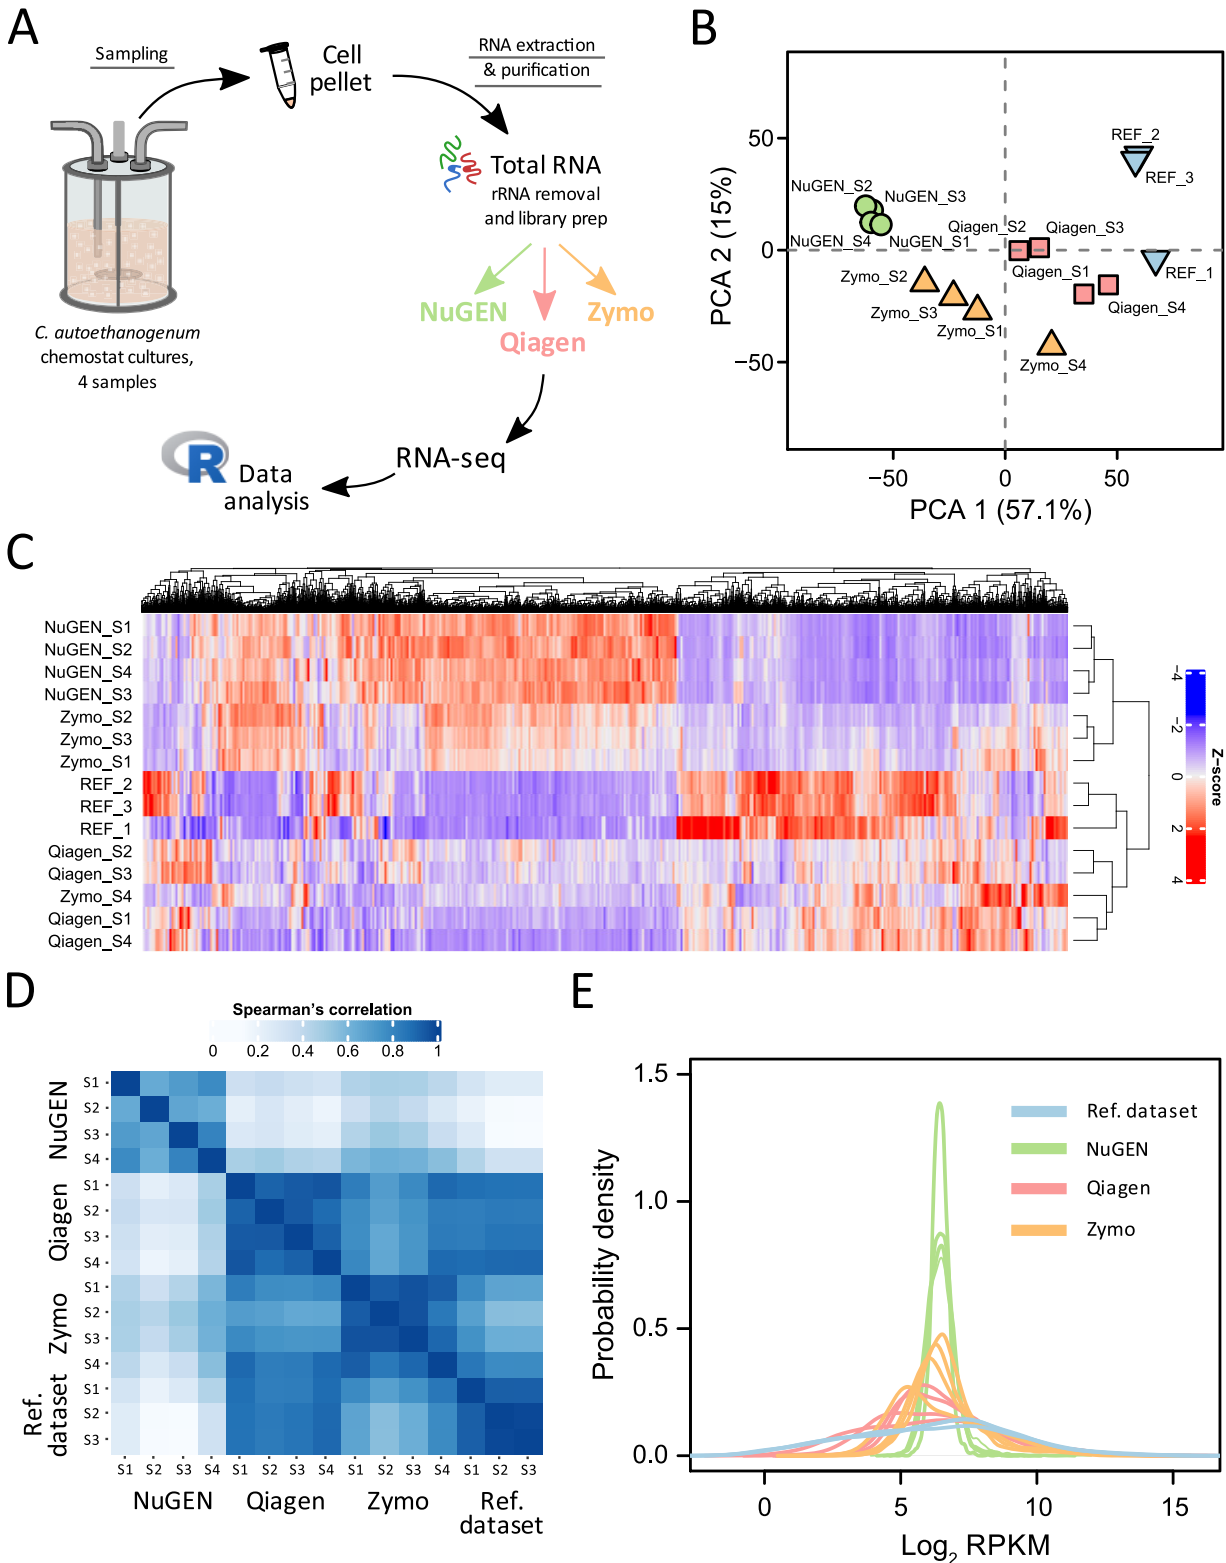 A
Sampling
Cell
pellet
RNA extraction
& purification
Total RNA
rRNA removal
and library prep
NuGEN
Zymo
Qiagen
C. autoethanogenum
chemostat cultures,
4 samples
RNA-seq
R
Data
analysis
B
PCA 2 (15%)
50
0
−50
REF_2
REF_3
NuGEN_S2
NuGEN_S3
Qiagen_S2
Qiagen_S3
NuGEN_S4
NuGEN_S1
Zymo_S2
Qiagen_S1
REF_1
Zymo_S3
Qiagen_S4
Zymo_S1
Zymo_S4
−50
0
50
PCA 1 (57.1%)
C
NuGEN_S1
NuGEN_S2
NuGEN_S4
NuGEN_S3
Zymo_S2
Zymo_S3
Zymo_S1
REF_2
REF_3
REF_1
Qiagen_S2
Qiagen_S3
Zymo_S4
Qiagen_S1
Qiagen_S4
−4
−2
0
2
4
Z-score
D
Spearman's correlation
0 0.2 0.4 0.6 0.8 1
NuGEN
S1
S2
S3
S4
Qiagen
S1
S2
S3
S4
Zymo
S1
S2
S3
S4
Ref.
dataset
S1
S2
S3
S1 S2 S3 S4 S1 S2 S3 S4 S1 S2 S3 S4 S1 S2 S3
NuGEN Qiagen Zymo Ref.
dataset
E
Probability density
1.5
1.0
0.5
0.0
Ref. dataset
NuGEN
Qiagen
Zymo
0 5 10 15
Log2 RPKM